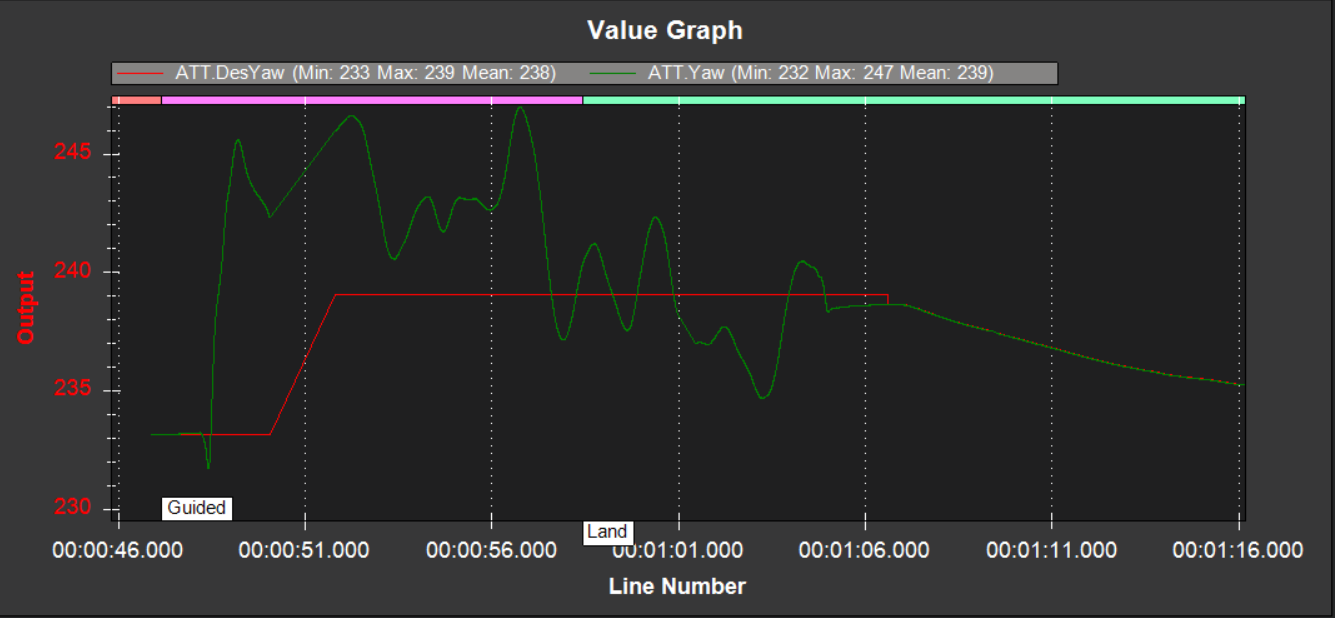 Value Graph
ATT.DesYaw (Min: 233 Max: 239 Mean: 238) ATT.Yaw (Min: 232 Max: 247 Mean: 239)
245
240
Output
235
230
Guided
Land
00:00:46.000 00:00:51.000 00:00:56.000 00:01:01.000 00:01:06.000 00:01:11.000 00:01:16.000
Line Number